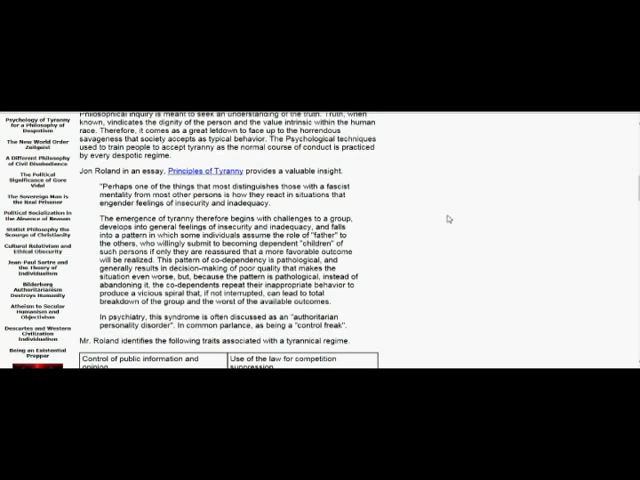 Psychology of Tyranny
for a Philosophy of
Despotism
The New World Order
Zeitgeist
A Different Philosophy
of Civil Disobedience
The Political
Significance of Gore
Vidal
The Sovereign Man is
the Real Prisoner
Political Socialization in
the Absence of Reason
Statist Philosophy the
Scourge of Christianity
Cultural Relativism and
Ethical Obscurity
Jean-Paul Sartre and
the Theory of
Individualism
Bilderburg
Authoritarianism
Destroys Humanity
Atheism to Secular
Humanism and
Objectivism
Descartes and Western
Civilization
Individualism
Being an Existential
Prepper
Philosophical inquiry is meant to seek an understanding of the truth. Truth, when
known, vindicates the dignity of the person and the value intrinsic within the human
race. Therefore, it comes as a great letdown to face up to the horrendous
savageness that society accepts as typical behavior. The Psychological techniques
used to train people to accept tyranny as the normal course of conduct is practiced
by every despotic regime.
Jon Roland in an essay, Principles of Tyranny provides a valuable insight.
"Perhaps one of the things that most distinguishes those with a fascist
mentality from most other persons is how they react in situations that
engender feelings of insecurity and inadequacy.
The emergence of tyranny therefore begins with challenges to a group,
develops into general feelings of insecurity and inadequacy, and falls
into a pattern in which some individuals assume the role of "father" to
the others, who willingly submit to becoming dependent "children" of
such persons if only they are reassured that a more favorable outcome
will be realized. This pattern of co-dependency is pathological, and
generally results in decision-making of poor quality that makes the
situation even worse, but, because the pattern is pathological, instead of
abandoning it, the co-dependents repeat their inappropriate behavior to
produce a vicious spiral that, if not interrupted, can lead to total
breakdown of the group and the worst of the available outcomes.
In psychiatry, this syndrome is often discussed as an "authoritarian
personality disorder". In common parlance, as being a "control freak".
Mr. Roland identifies the following traits associated with a tyrannical regime.
Control of public information and
opinion
Use of the law for competition
suppression